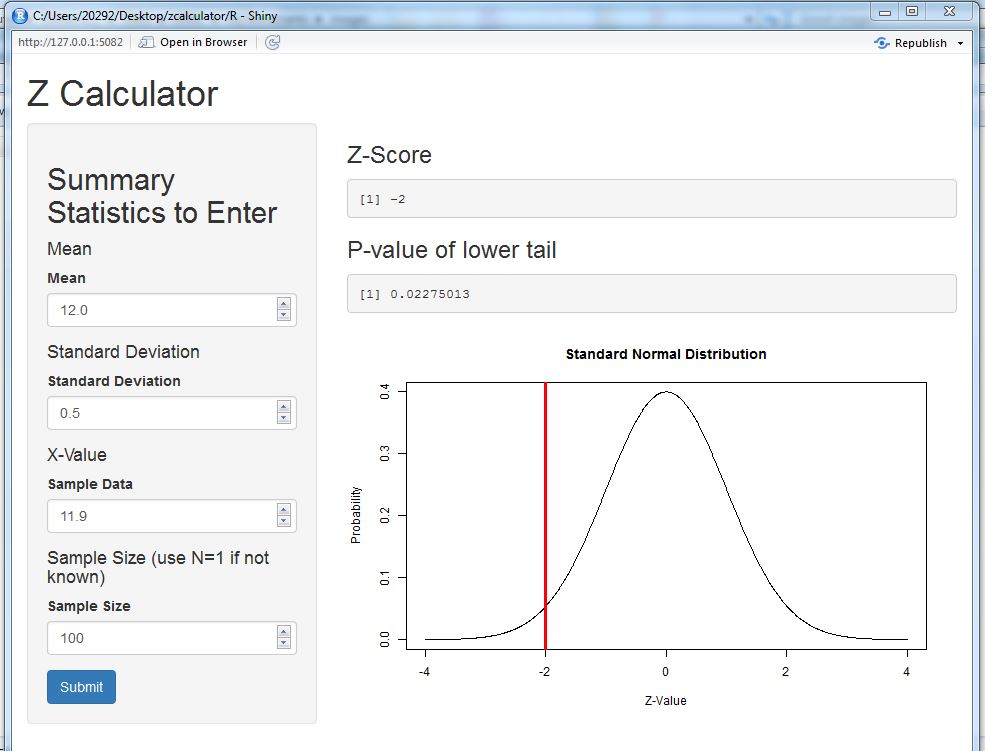 C:/Users/20292/Desktop/zcalculator/R - Shiny
http://127.0.0.1:5082 Open in Browser Republish
Z Calculator
Summary
Statistics to Enter
Mean
Mean
12.0
Standard Deviation
Standard Deviation
0.5
X-Value
Sample Data
11.9
Sample Size (use N=1 if not
known)
Sample Size
100
Submit
Z-Score
[1] -2
P-value of lower tail
[1] 0.02275013
Standard Normal Distribution
Probability
0.4
0.3
0.2
0.1
0.0
-4 -2 0 2 4
Z-Value